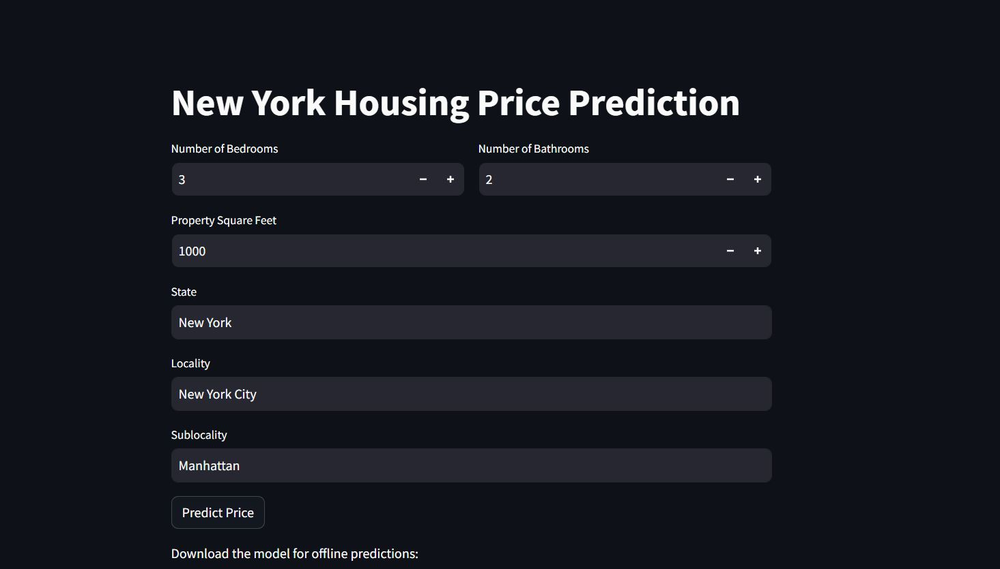 New York Housing Price Prediction
Number of Bedrooms
Number of Bathrooms
3
2
Property Square Feet
1000
State
New York
Locality
New York City
Sublocality
Manhattan
Predict Price
Download the model for offline predictions: